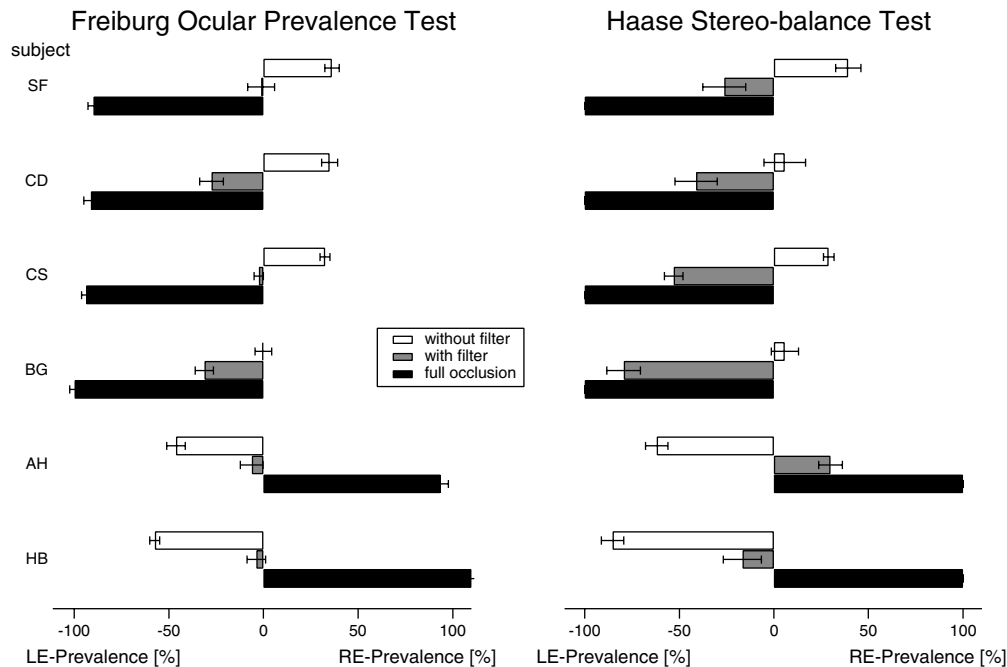 Freiburg Ocular Prevalence Test
Haase Stereo-balance Test
subject
SF
CD
CS
BG
AH
HB
without filter
with filter
full occlusion
-100 -50 0 50 100
-100 -50 0 50 100
LE-Prevalence [%] RE-Prevalence [%]
LE-Prevalence [%] RE-Prevalence [%]